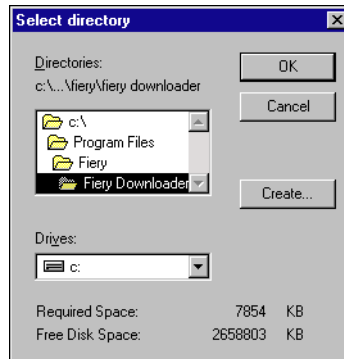 Select directory
Directories:
c:\...\fiery\fiery downloader
c:\
Program Files
Fiery
Fiery Downloader
OK
Cancel
Create...
Drives:
c:
Required Space: 7854 KB
Free Disk Space: 2658803 KB